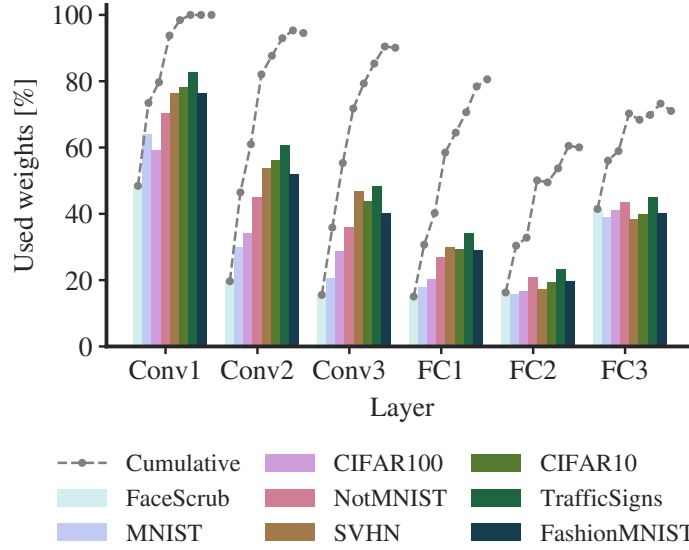 100
80
60
40
20
0
Used weights [%]
Conv1 Conv2 Conv3 FC1 FC2 FC3
Layer
Cumulative CIFAR100 CIFAR10
FaceScrub NotMNIST TrafficSigns
MNIST SVHN FashionMNIST